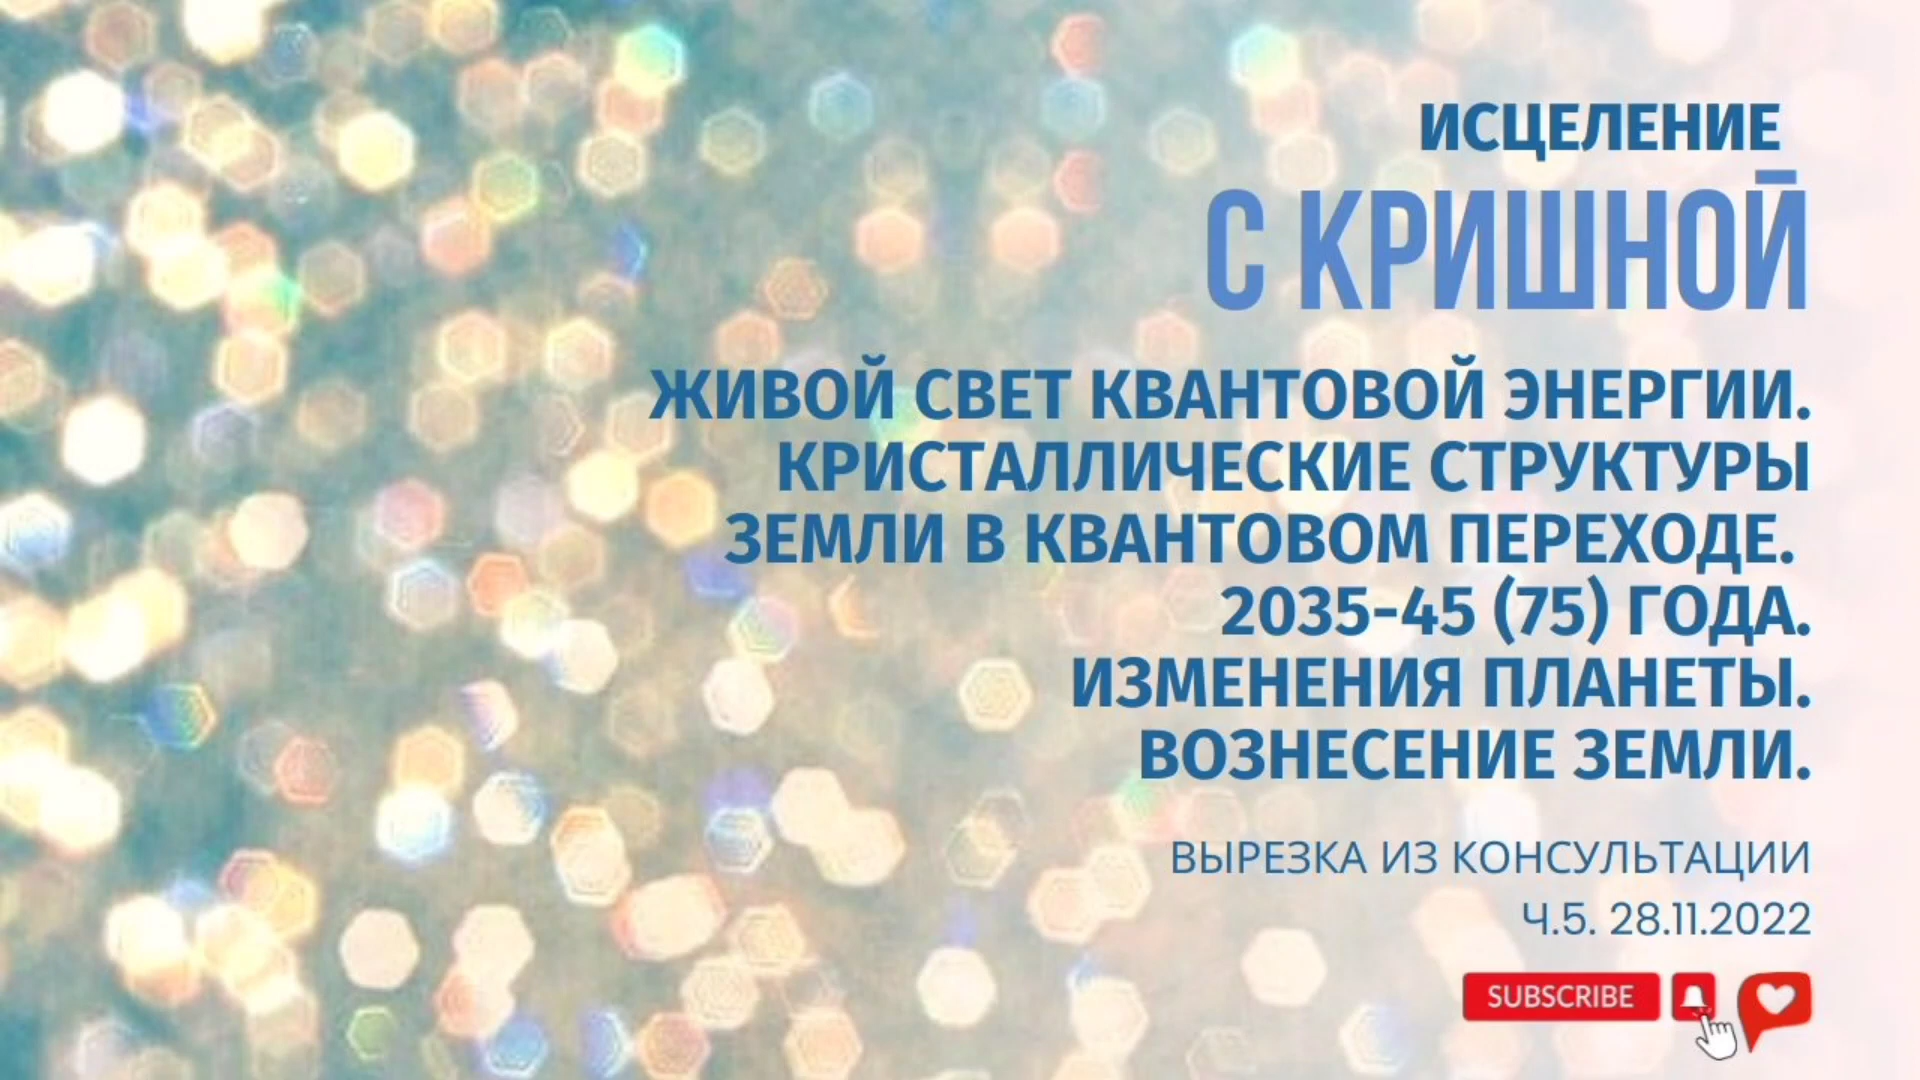 ИСЦЕЛЕНИЕ
С КРИШНОЙ
ЖИВОЙ СВЕТ КВАНТОВОЙ ЭНЕРГИИ.
КРИСТАЛЛИЧЕСКИЕ СТРУКТУРЫ
ЗЕМЛИ В КВАНТОВОМ ПЕРЕХОДЕ.
2035-45 (75) ГОДА.
ИЗМЕНЕНИЯ ПЛАНЕТЫ.
ВОЗНЕСЕНИЕ ЗЕМЛИ.
ВЫРЕЗКА ИЗ КОНСУЛЬТАЦИИ
Ч.5. 28.11.2022
SUBSCRIBE